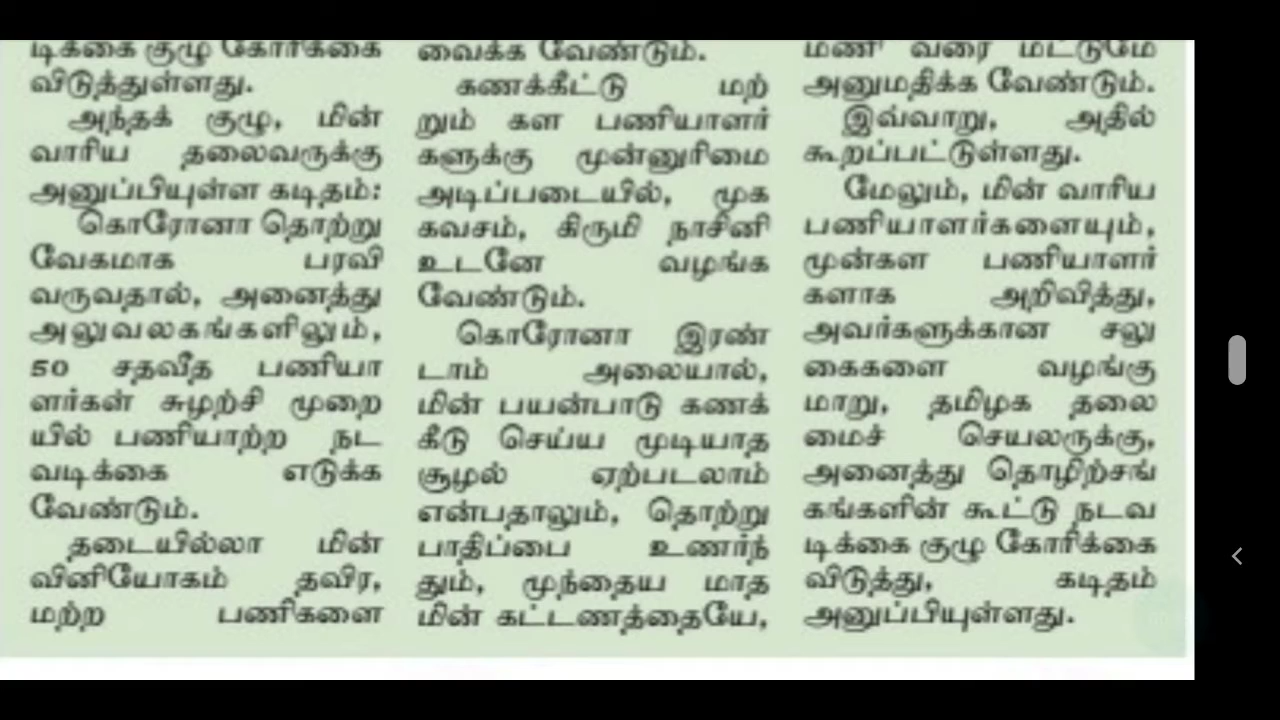 டிக்கை குழு கோரிக்கை
விடுத்துள்ளது.
அந்தக் குழு, மின்
வாரிய தலைவருக்கு
அனுப்பியுள்ள கடிதம்:
கொரோனா தொற்று
வேகமாக பரவி
வருவதால், அனைத்து
அலுவலகங்களிலும்,
50 சதவீத பணியா
ளர்கள் சுழற்சி முறை
யில் பணியாற்ற நட
வடிக்கை எடுக்க
வேண்டும்.
தடையில்லா மின்
வினியோகம் தவிர,
மற்ற பணிகளை
வைக்க வேண்டும்.
கணக்கீட்டு மற்
றும் கள பணியாளர்
களுக்கு முன்னுரிமை
அடிப்படையில், முக
கவசம், கிருமி நாசினி
உடனே வழங்க
வேண்டும்.
கொரோனா இரண்
டாம் அலையால்,
மின் பயன்பாடு கணக்
கீடு செய்ய முடியாத
சூழல் ஏற்படலாம்
என்பதாலும், தொற்று
பாதிப்பை உணர்ந்
தும், முந்தைய மாத
மின் கட்டணத்தையே,
மணி வரை மட்டுமே
அனுமதிக்க வேண்டும்.
இவ்வாறு, அதில்
கூறப்பட்டுள்ளது.
மேலும், மின் வாரிய
பணியாளர்களையும்,
முன்கள பணியாளர்
களாக அறிவித்து,
அவர்களுக்கான சலு
கைகளை வழங்கு
மாறு, தமிழக தலை
மைச் செயலருக்கு,
அனைத்து தொழிற்சங்
கங்களின் கூட்டு நடவ
டிக்கை குழு கோரிக்கை
விடுத்து, கடிதம்
அனுப்பியுள்ளது.